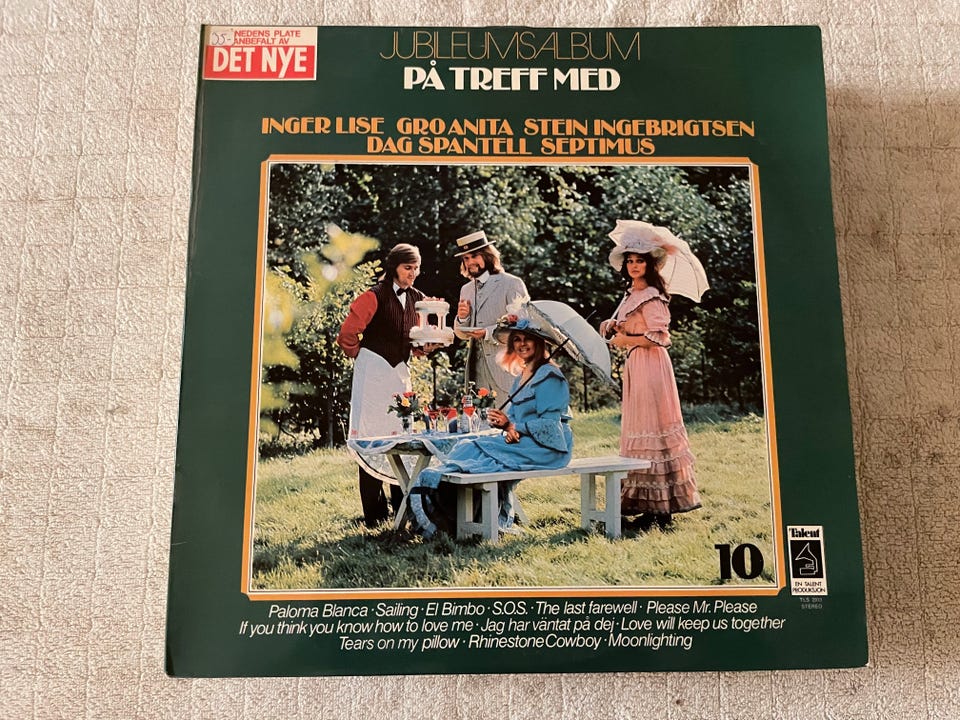 55-
NEDENS PLATE
ANBEFALT AV
DET NYE
JUBILEUMSALBUM
PÅ TREFF MED
INGER LISE GRO ANITA STEIN INGEBRIGTSEN
DAG SPANTELL SEPTIMUS
10
Talent
EN TALENT
PRODUKSJON
STEREO
Paloma Blanca · Sailing · El Bimbo · S.O.S. · The last farewell · Please Mr. Please
If you think you know how to love me · Jag har väntat på dej · Love will keep us together
Tears on my pillow · Rhinestone Cowboy · Moonlighting